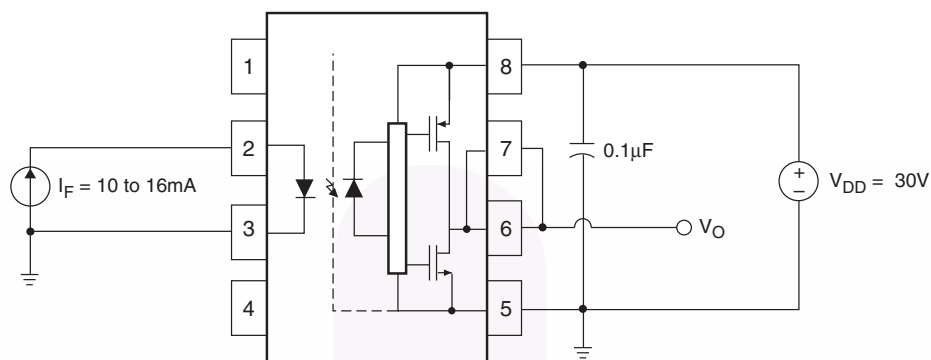 1
8
2
7
0.1μF
I_F = 10 to 16mA
+
–
V_DD = 30V
3
6
V_O
4
5